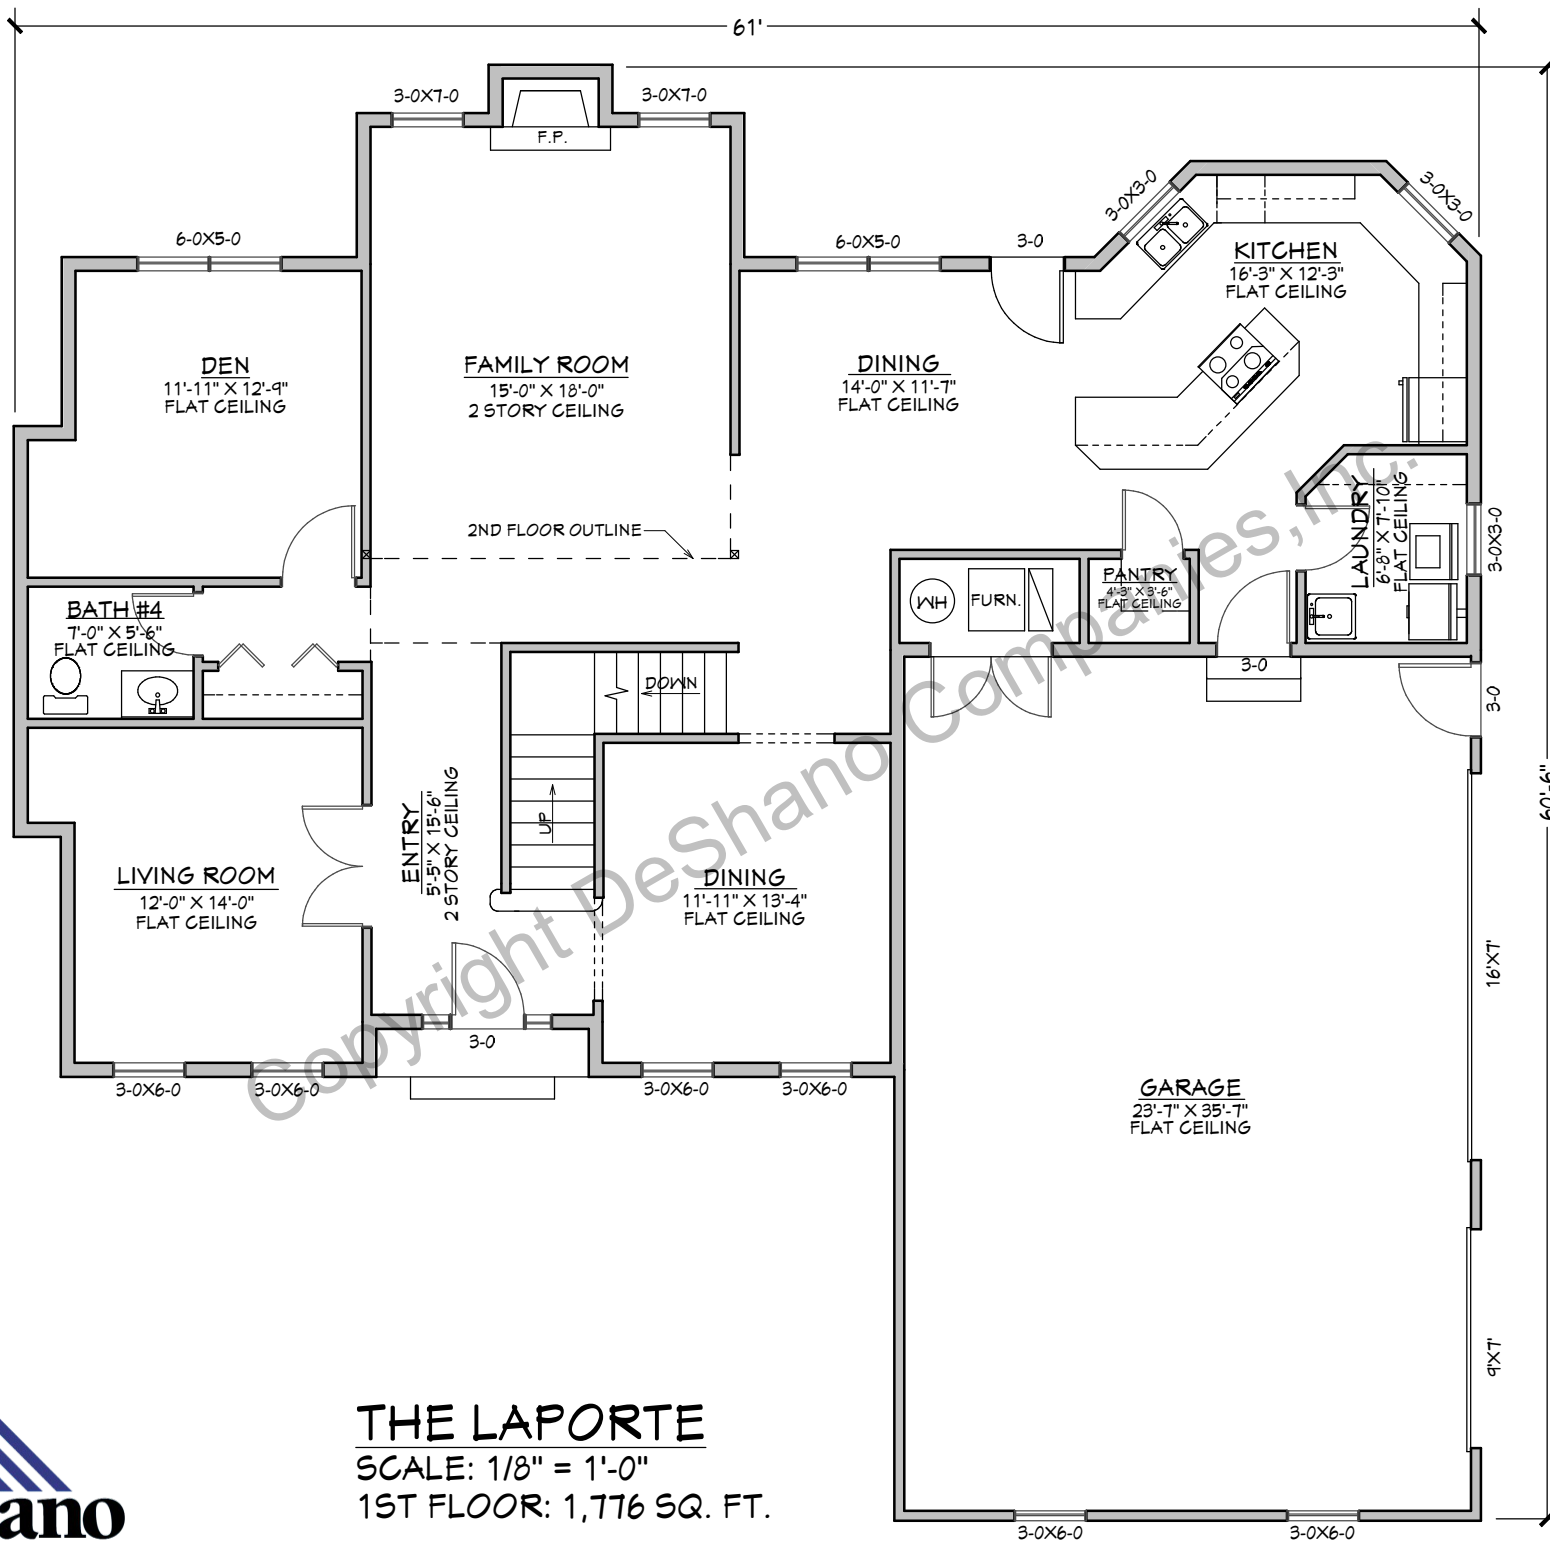 61'
3-0X7-0
3-0X7-0
F.P.
3-0X3-0
3-0X3-0
6-0X5-0
6-0X5-0
3-0
KITCHEN
16'-3" X 12'-3"
FLAT CEILING
DEN
11'-11" X 12'-9"
FLAT CEILING
FAMILY ROOM
15'-0" X 18'-0"
2 STORY CEILING
DINING
14'-0" X 11'-7"
FLAT CEILING
2ND FLOOR OUTLINE
LAUNDRY
6'-8" X 7'-10"
FLAT CEILING
3-0X3-0
PANTRY
4'-3" X 3'-6"
FLAT CEILING
WH
FURN.
BATH #4
7'-0" X 5'-6"
FLAT CEILING
3-0
3-0
DOWN
60'-6"
UP
ENTRY
5'-5" X 15'-6"
2 STORY CEILING
LIVING ROOM
12'-0" X 14'-0"
FLAT CEILING
DINING
11'-11" X 13'-4"
FLAT CEILING
16'X7'
3-0
3-0X6-0
3-0X6-0
3-0X6-0
3-0X6-0
GARAGE
23'-7" X 35'-7"
FLAT CEILING
9'X7'
Copyright DeShano Companies,Inc.
THE LAPORTE
SCALE: 1/8" = 1'-0"
1ST FLOOR: 1,776 SQ. FT.
ano
3-0X6-0
3-0X6-0